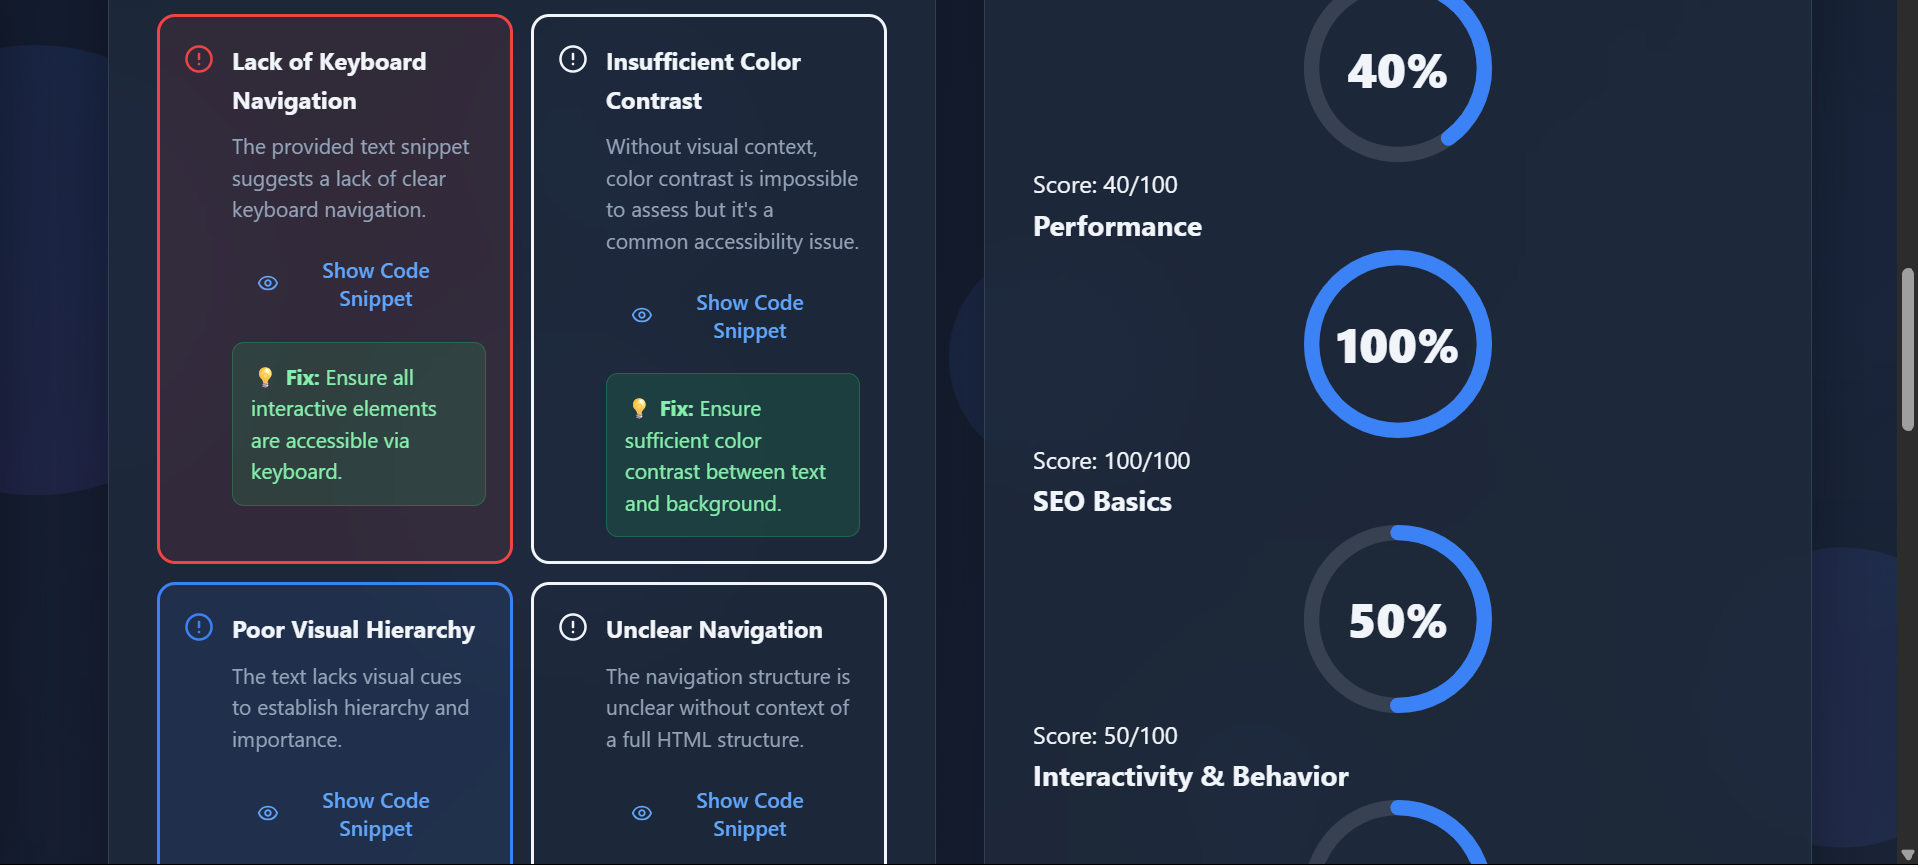 Lack of Keyboard
Navigation
The provided text snippet
suggests a lack of clear
keyboard navigation.
Show Code
Snippet
💡 Fix: Ensure all
interactive elements
are accessible via
keyboard.
Insufficient Color
Contrast
Without visual context,
color contrast is impossible
to assess but it's a
common accessibility issue.
Show Code
Snippet
💡 Fix: Ensure
sufficient color
contrast between text
and background.
Poor Visual Hierarchy
The text lacks visual cues
to establish hierarchy and
importance.
Show Code
Snippet
Unclear Navigation
The navigation structure is
unclear without context of
a full HTML structure.
Show Code
Snippet
40%
Score: 40/100
Performance
100%
Score: 100/100
SEO Basics
50%
Score: 50/100
Interactivity & Behavior